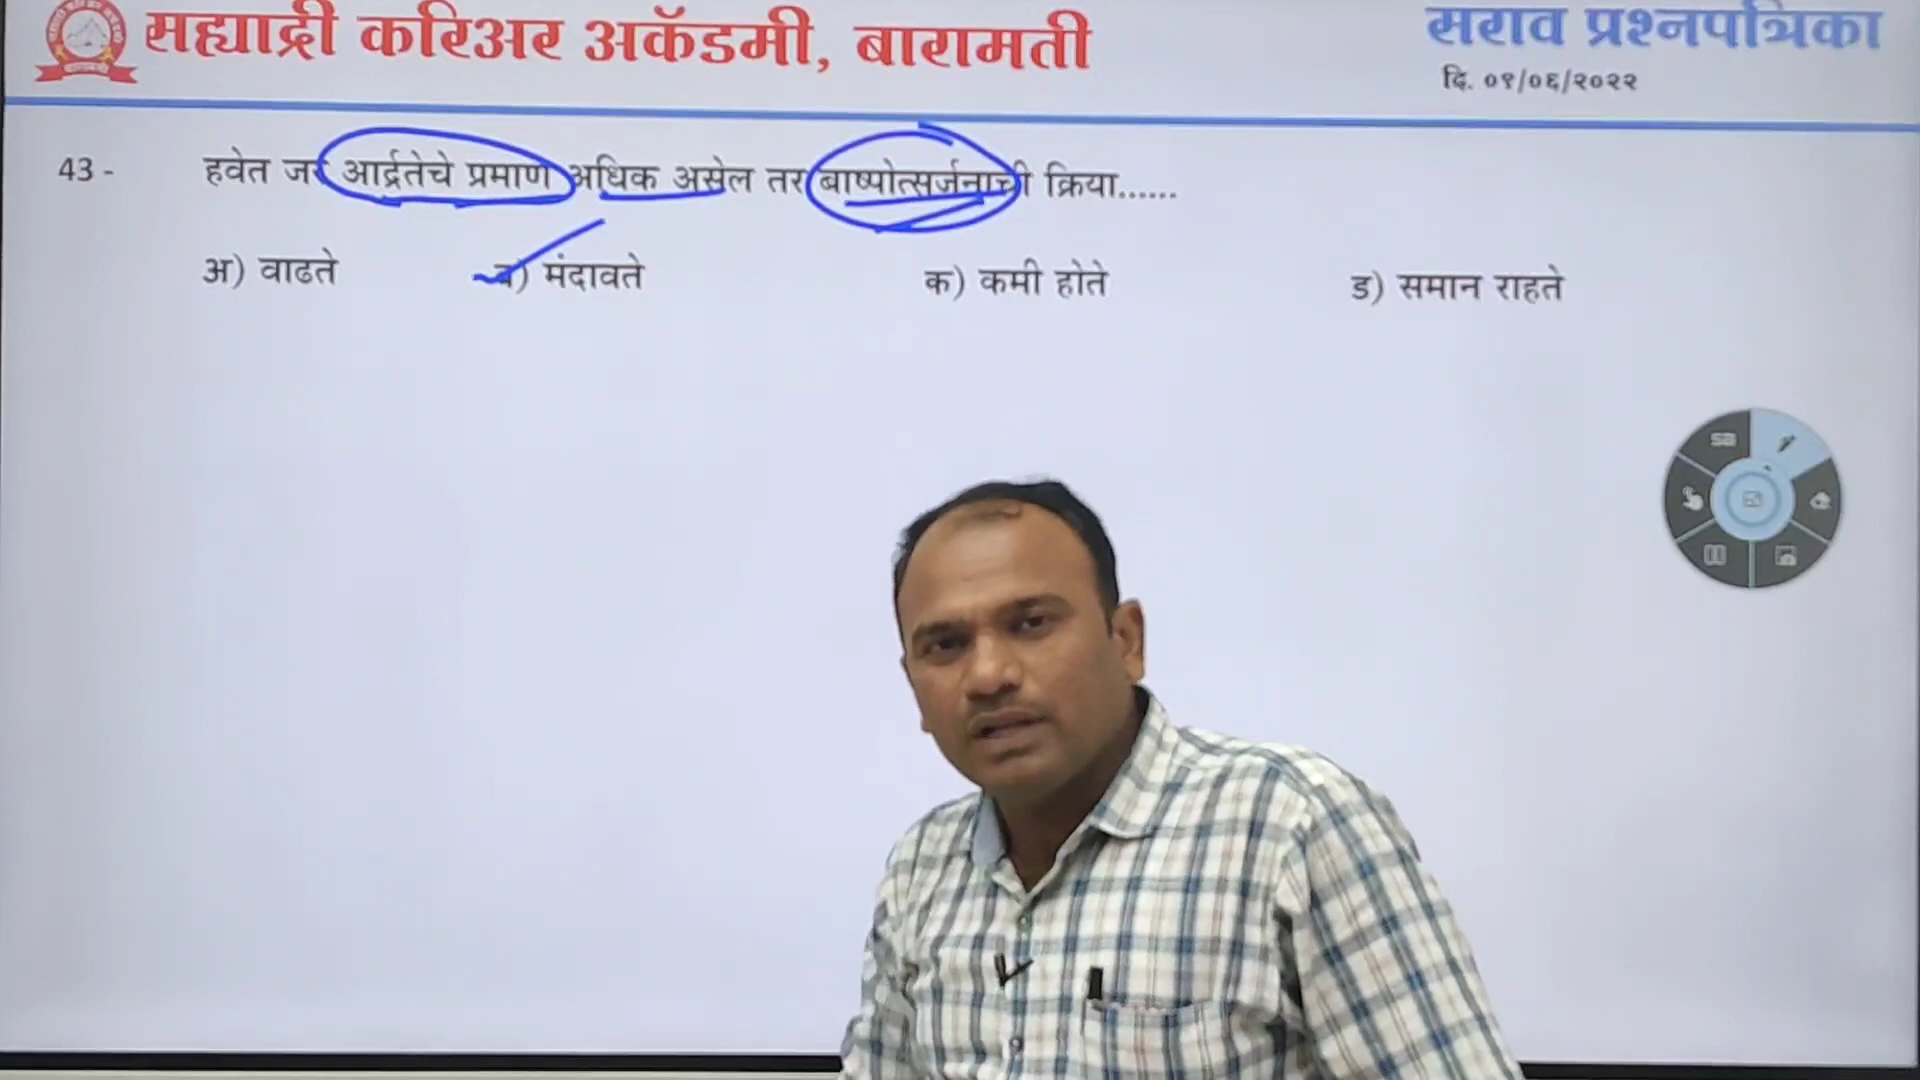 सह्याद्री करिअर अकॅडमी, बारामती
सराव प्रश्नपत्रिका
दि. ०९/०६/२०२२
43 - हवेत जर आर्द्रतेचे प्रमाण अधिक असेल तर बाष्पोत्सर्जनाची क्रिया......
अ) वाढते ब) मंदावते क) कमी होते ड) समान राहते